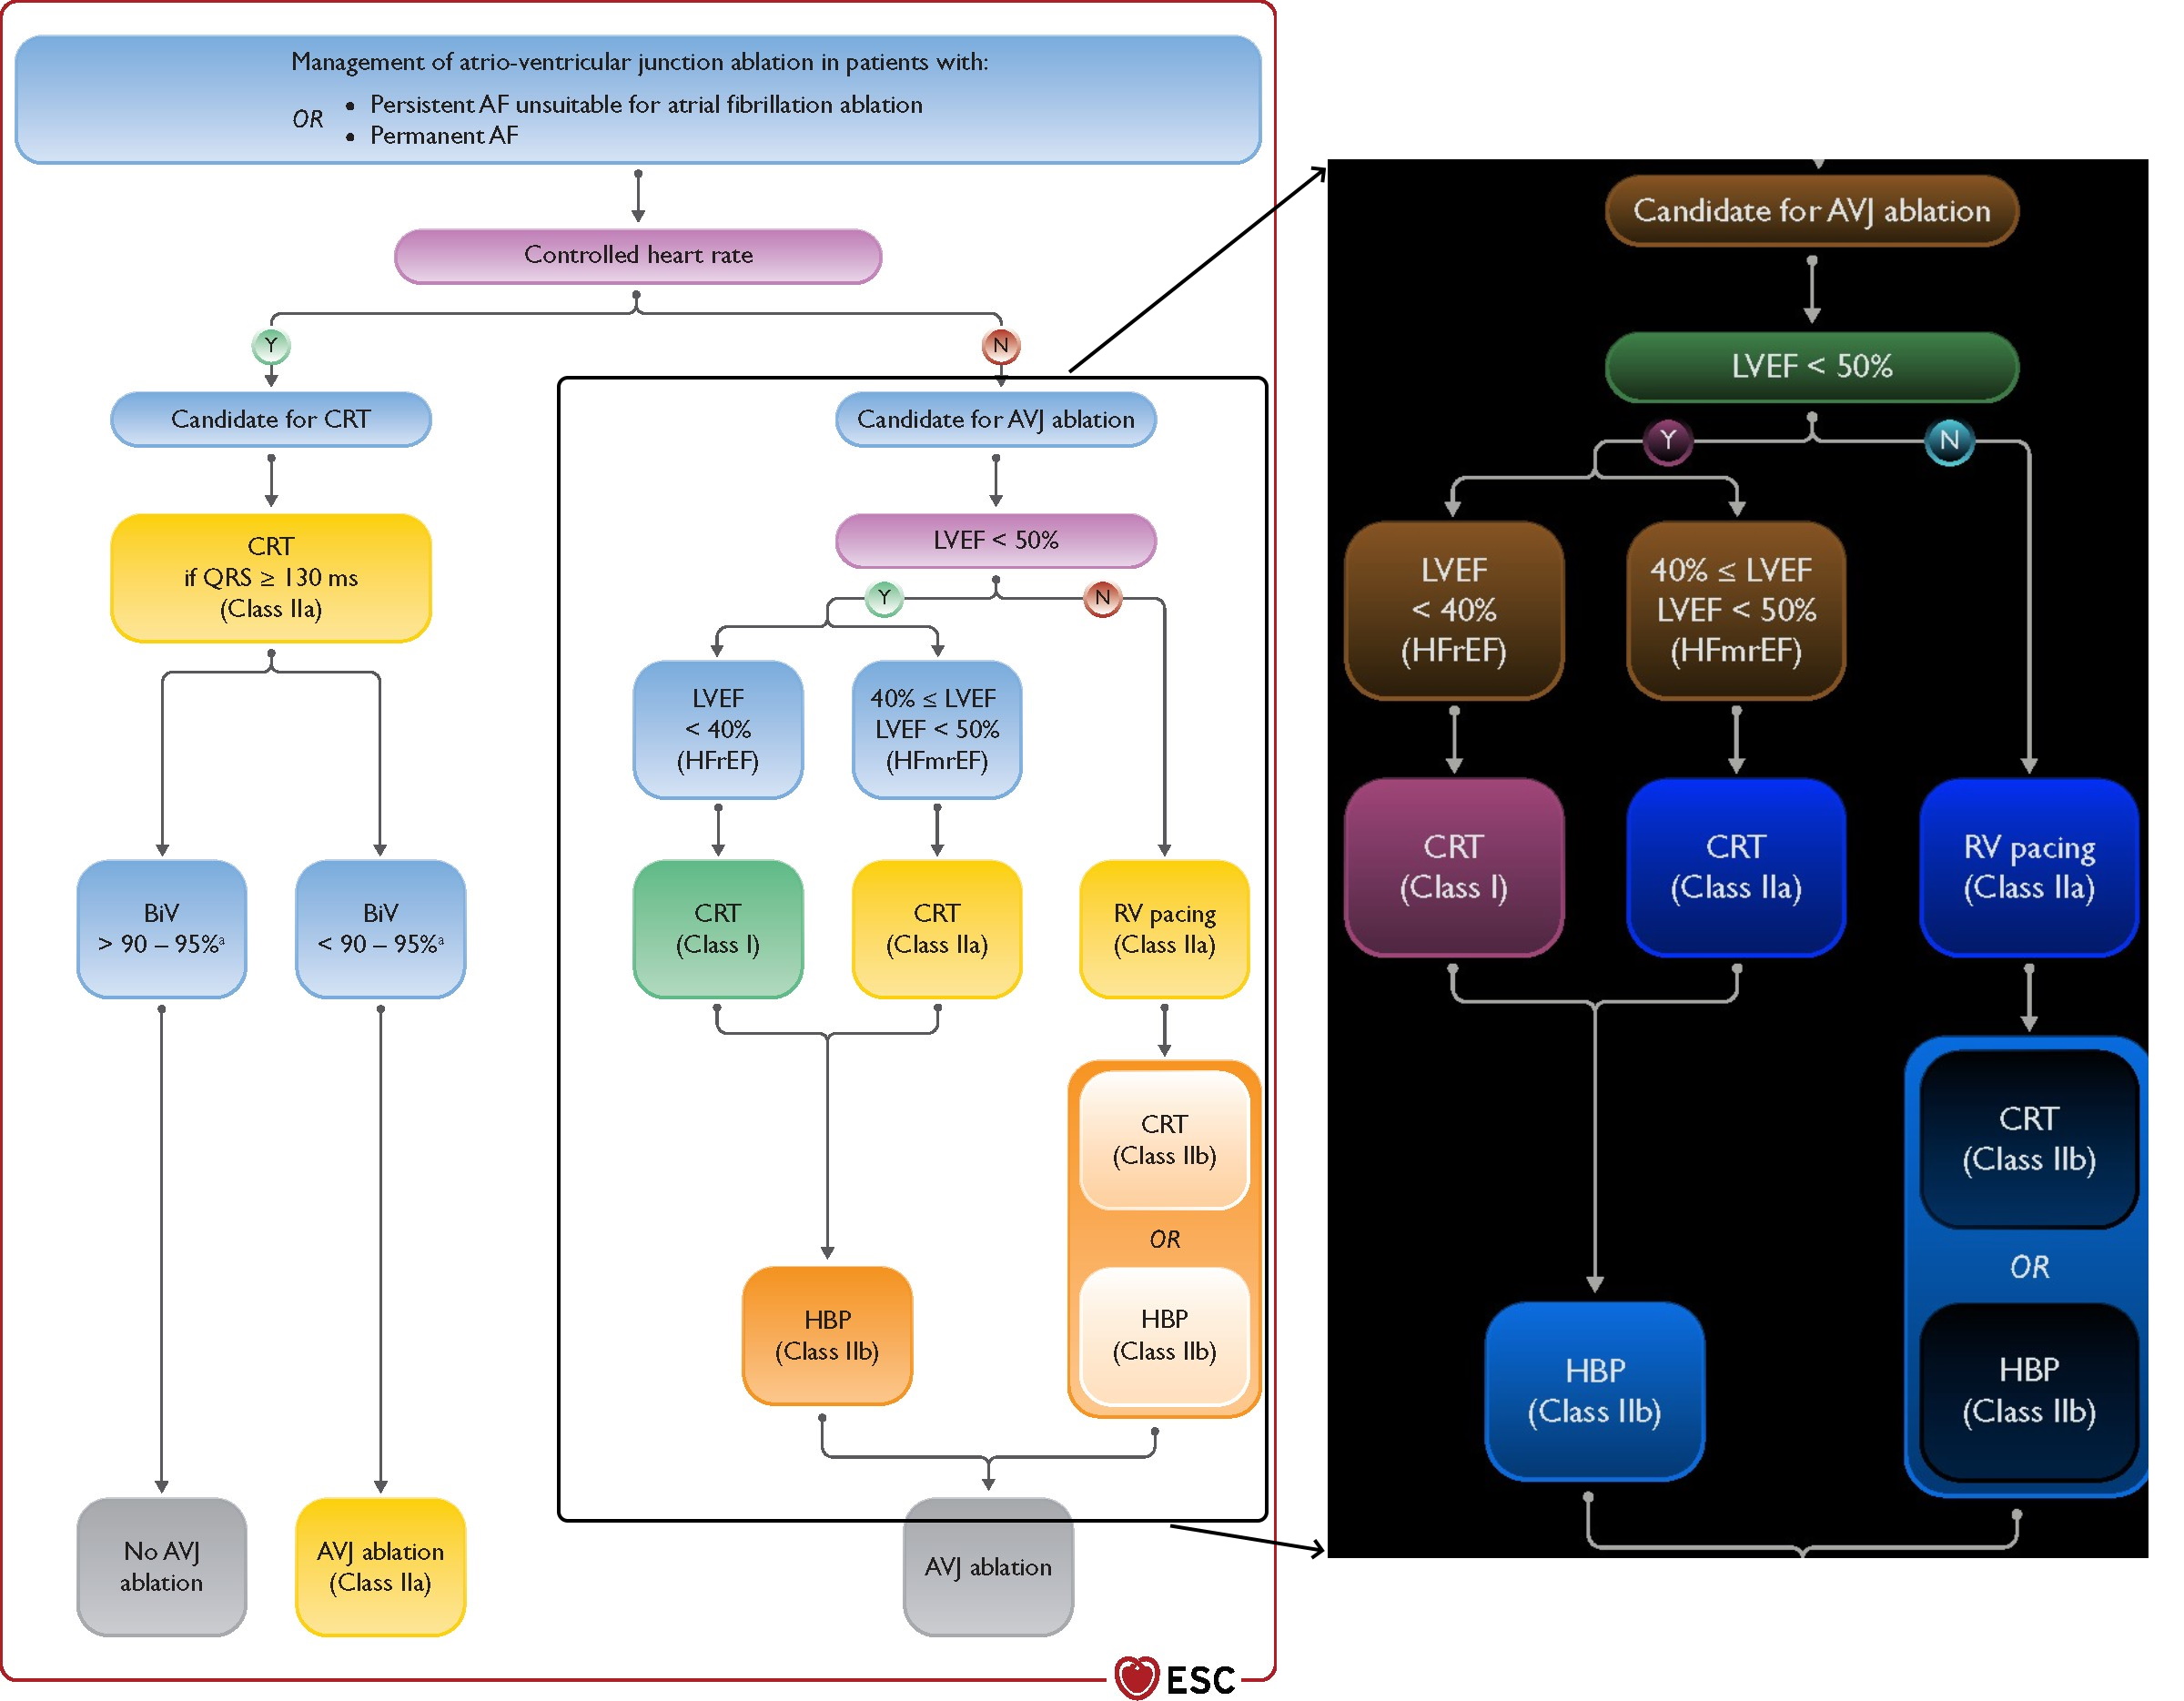 Management of atrio-ventricular junction ablation in patients with:
OR
• Persistent AF unsuitable for atrial fibrillation ablation
• Permanent AF
Controlled heart rate
Y
N
Candidate for CRT
Candidate for AVJ ablation
CRT
if QRS ≥ 130 ms
(Class IIa)
LVEF < 50%
Y
N
LVEF
< 40%
(HFrEF)
40% ≤ LVEF
LVEF < 50%
(HFmrEF)
BiV
> 90 – 95%ª
BiV
< 90 – 95%ª
CRT
(Class I)
CRT
(Class IIa)
RV pacing
(Class IIa)
CRT
(Class IIb)
OR
HBP
(Class IIb)
HBP
(Class IIb)
No AVJ
ablation
AVJ ablation
(Class IIa)
AVJ ablation
ESC
Candidate for AVJ ablation
LVEF < 50%
Y
N
LVEF
< 40%
(HFrEF)
40% ≤ LVEF
LVEF < 50%
(HFmrEF)
CRT
(Class I)
CRT
(Class IIa)
RV pacing
(Class IIa)
CRT
(Class IIb)
OR
HBP
(Class IIb)
HBP
(Class IIb)